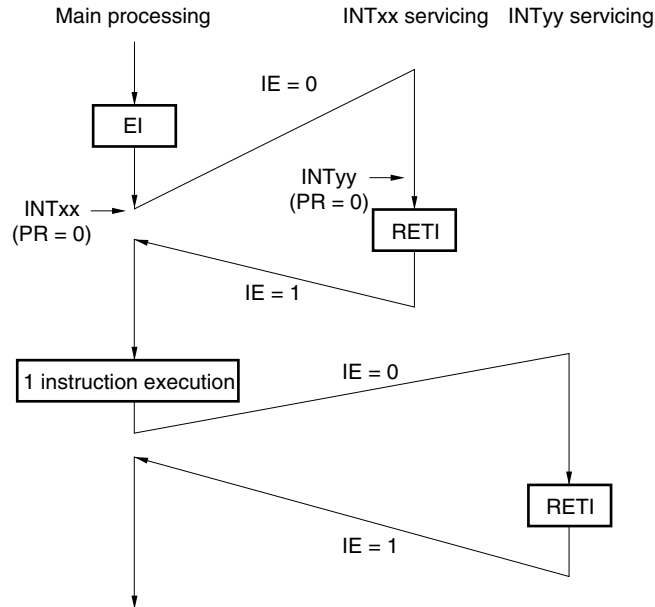 Main processing
INTxx servicing
INTyy servicing
IE = 0
EI
INTyy
(PR = 0)
INTxx
(PR = 0)
RETI
IE = 1
1 instruction execution
IE = 0
RETI
IE = 1